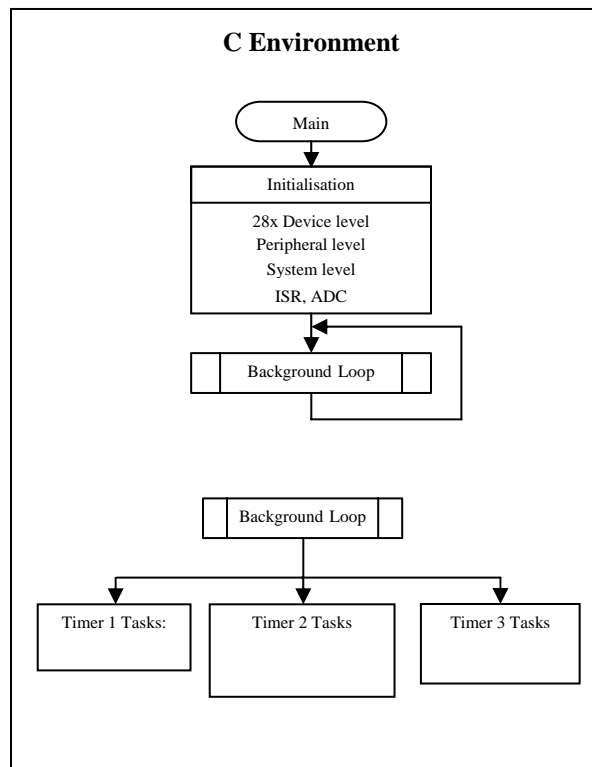 C Environment
Main
Initialisation
28x Device level
Peripheral level
System level
ISR, ADC
Background Loop
Background Loop
Timer 1 Tasks:
Timer 2 Tasks
Timer 3 Tasks